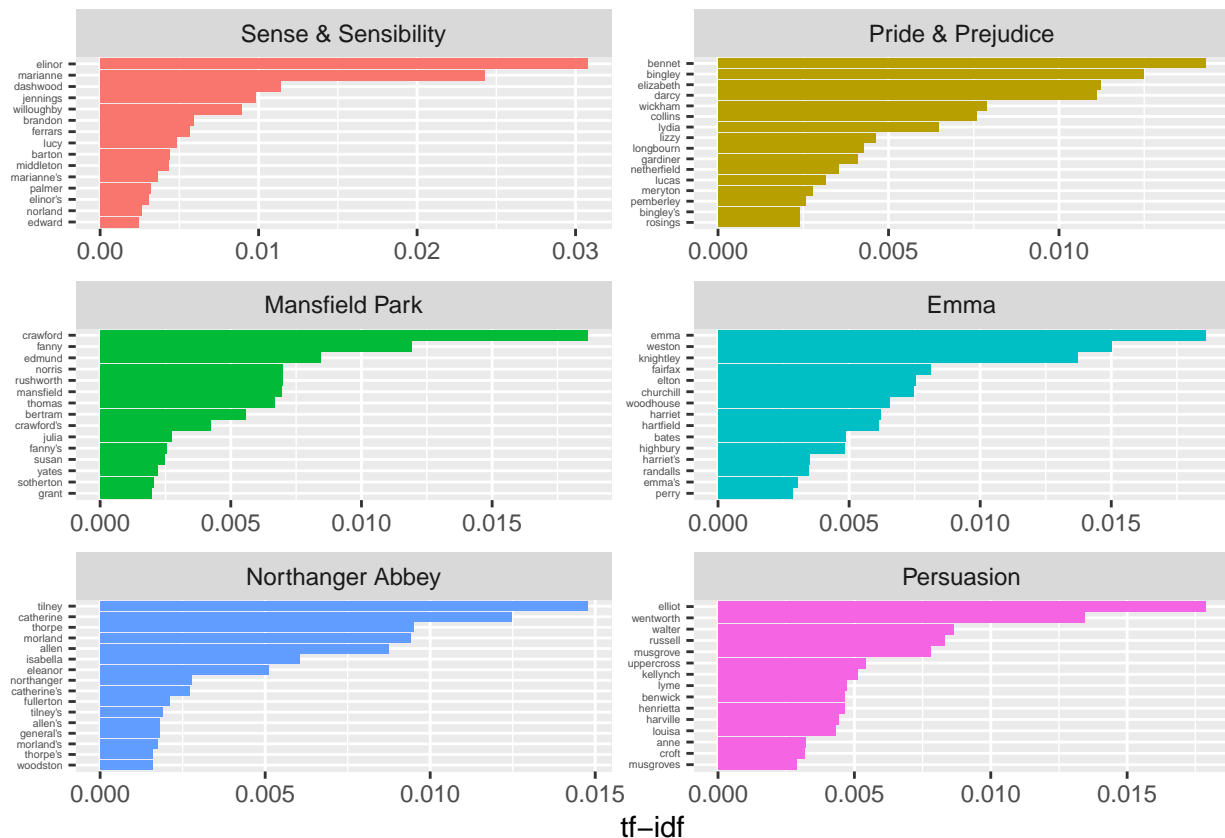 Sense & Sensibility
elinor
marianne
dashwood
jennings
willoughby
brandon
ferrars
lucy
barton
middleton
marianne's
palmer
elinor's
norland
edward
0.00 0.01 0.02 0.03
Pride & Prejudice
bennet
bingley
elizabeth
darcy
wickham
collins
lydia
lizzy
longbourn
gardiner
netherfield
lucas
meryton
pemberley
bingley's
rosings
0.000 0.005 0.010
Mansfield Park
crawford
fanny
edmund
norris
rushworth
mansfield
thomas
bertram
crawford's
julia
fanny's
susan
yates
sotherton
grant
0.000 0.005 0.010 0.015
Emma
emma
weston
knightley
fairfax
elton
churchill
woodhouse
harriet
hartfield
bates
highbury
harriet's
randalls
emma's
perry
0.000 0.005 0.010 0.015
Northanger Abbey
tilney
catherine
thorpe
morland
allen
isabella
eleanor
northanger
catherine's
fullerton
tilney's
allen's
general's
morland's
thorpe's
woodston
0.000 0.005 0.010 0.015
Persuasion
elliot
wentworth
walter
russell
musgrove
uppercross
kellynch
lyme
benwick
henrietta
harville
louisa
anne
croft
musgroves
0.000 0.005 0.010 0.015
tf−idf